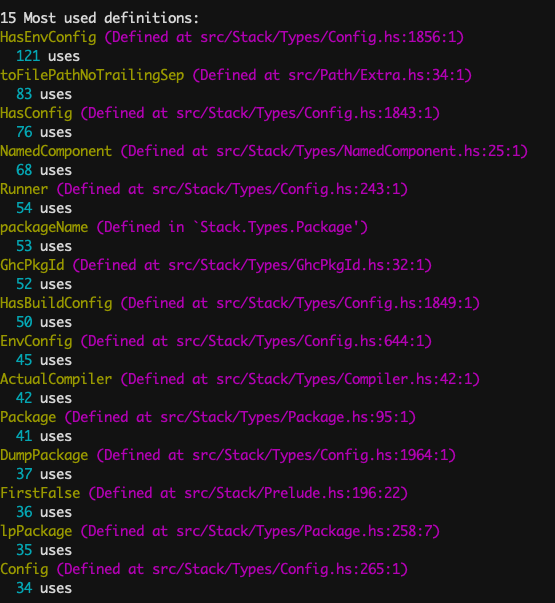 15 Most used definitions:
HasEnvConfig (Defined at src/Stack/Types/Config.hs:1856:1)
  121 uses
toFilePathNoTrailingSep (Defined at src/Path/Extra.hs:34:1)
  83 uses
HasConfig (Defined at src/Stack/Types/Config.hs:1843:1)
  76 uses
NamedComponent (Defined at src/Stack/Types/NamedComponent.hs:25:1)
  68 uses
Runner (Defined at src/Stack/Types/Config.hs:243:1)
  54 uses
packageName (Defined in `Stack.Types.Package')
  53 uses
GhcPkgId (Defined at src/Stack/Types/GhcPkgId.hs:32:1)
  52 uses
HasBuildConfig (Defined at src/Stack/Types/Config.hs:1849:1)
  50 uses
EnvConfig (Defined at src/Stack/Types/Config.hs:644:1)
  45 uses
ActualCompiler (Defined at src/Stack/Types/Compiler.hs:42:1)
  42 uses
Package (Defined at src/Stack/Types/Package.hs:95:1)
  41 uses
DumpPackage (Defined at src/Stack/Types/Config.hs:1964:1)
  37 uses
FirstFalse (Defined at src/Stack/Prelude.hs:196:22)
  36 uses
lpPackage (Defined at src/Stack/Types/Package.hs:258:7)
  35 uses
Config (Defined at src/Stack/Types/Config.hs:265:1)
  34 uses